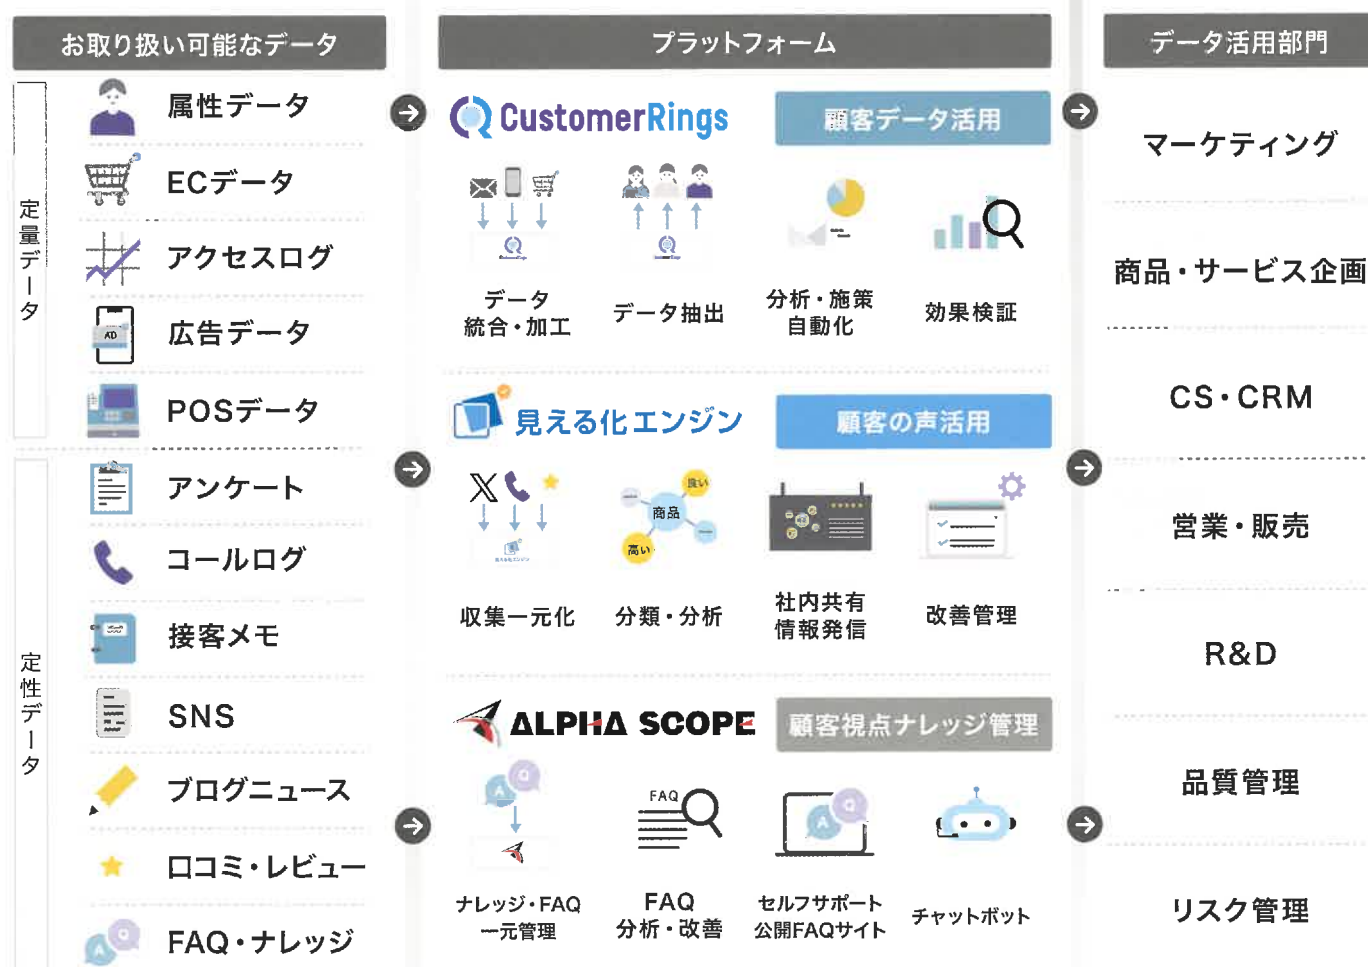 お取り扱い可能なデータ
定量データ
属性データ
ECデータ
アクセスログ
AD
広告データ
POSデータ
定性データ
アンケート
コールログ
接客メモ
SNS
ブログニュース
口コミ・レビュー
FAQ・ナレッジ
プラットフォーム
CustomerRings
顧客データ活用
データ
統合・加工
データ抽出
分析・施策
自動化
効果検証
見える化エンジン
顧客の声活用
X
見える化エンジン
収集一元化
良い
商品
高い
分類・分析
社内共有
情報発信
改善管理
ALPHA SCOPE
顧客視点ナレッジ管理
A
Q
ナレッジ・FAQ
一元管理
FAQ
FAQ
分析・改善
A
Q
セルフサポート
公開FAQサイト
チャットボット
データ活用部門
マーケティング
商品・サービス企画
CS・CRM
営業・販売
R&D
品質管理
リスク管理